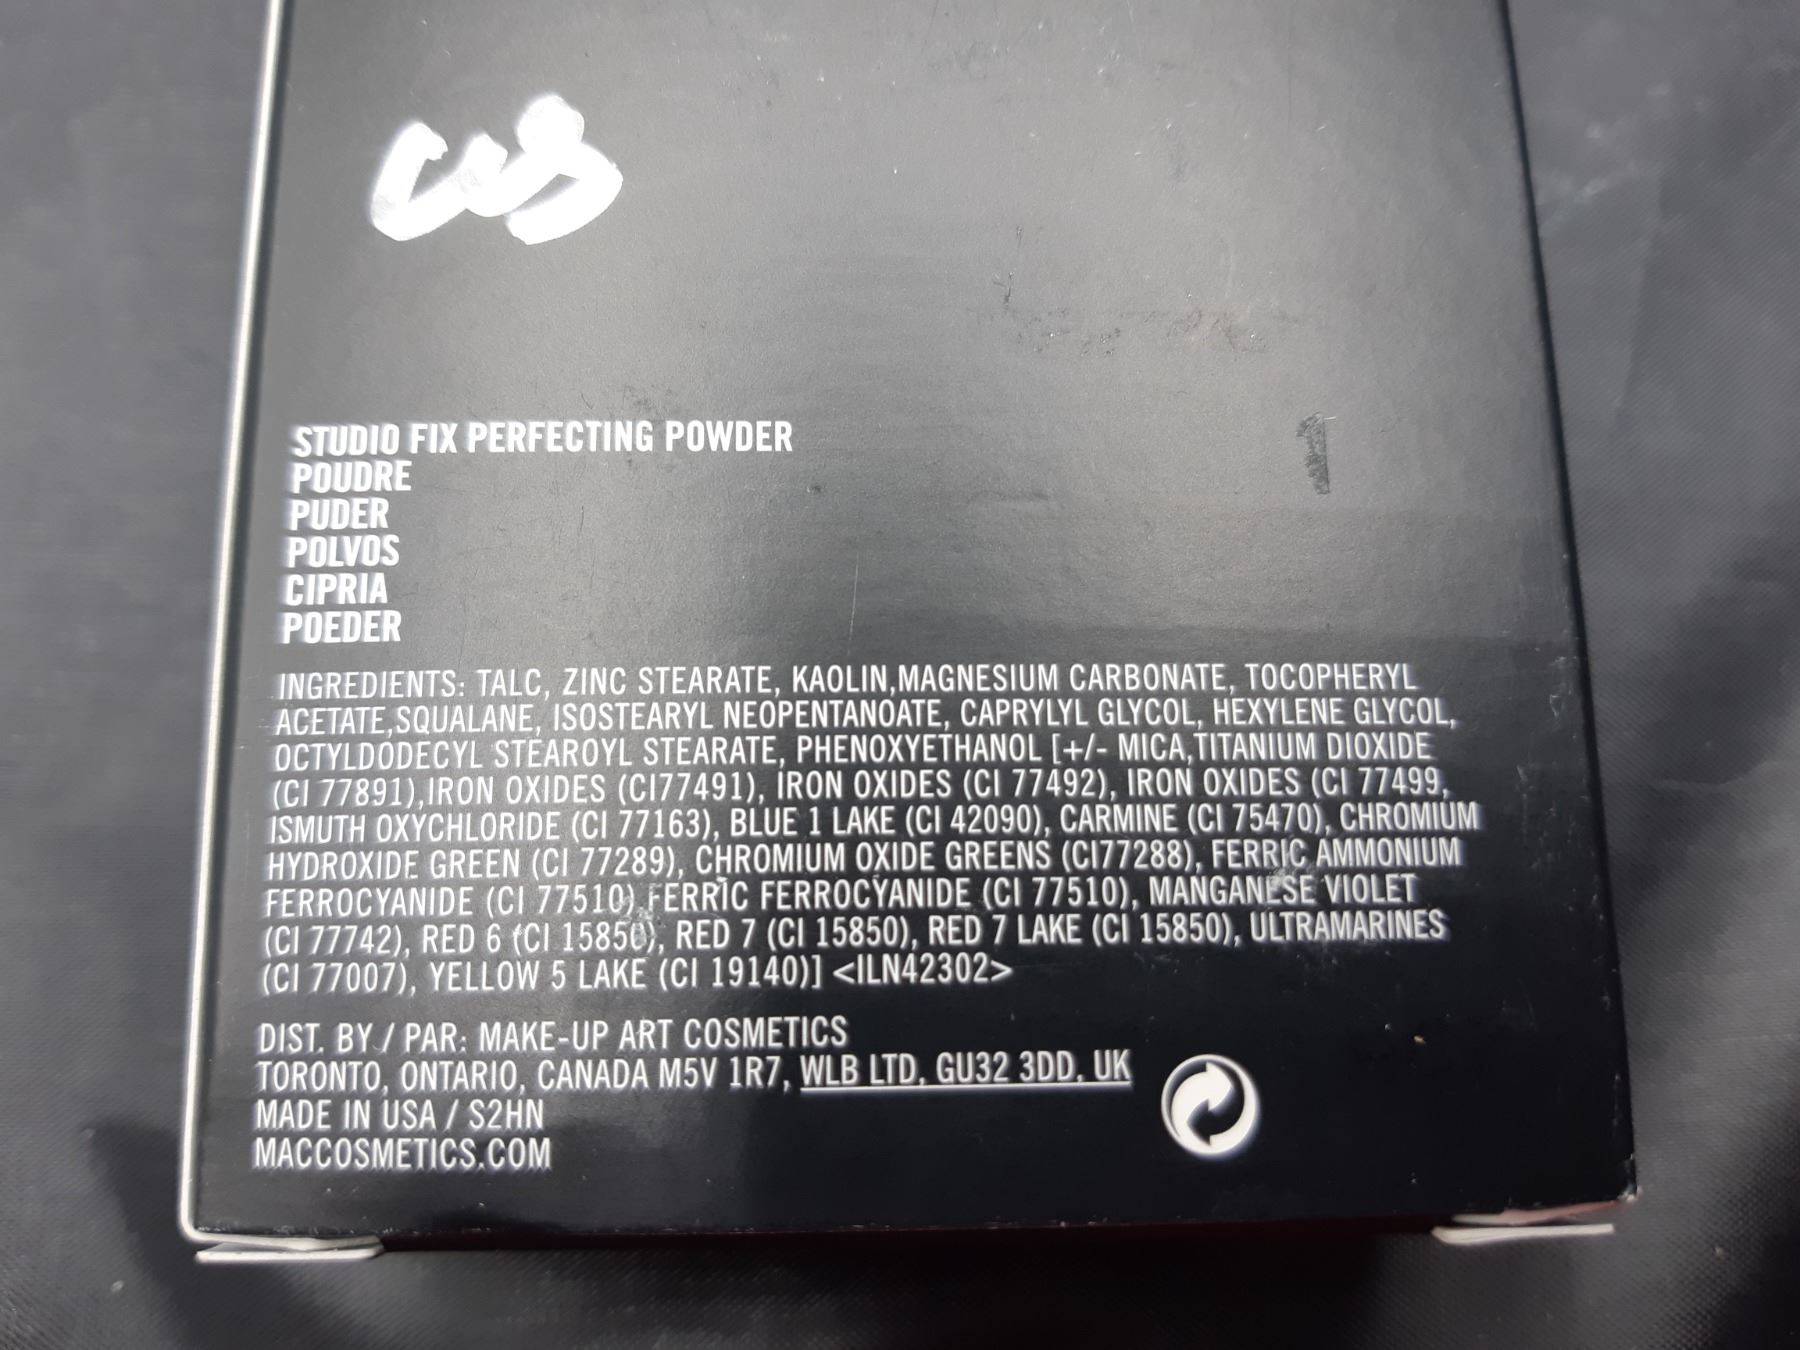 STUDIO FIX PERFECTING POWDER
POUDRE
PUDER
POLVOS
CIPRIA
POEDER
INGREDIENTS: TALC, ZINC STEARATE, KAOLIN,MAGNESIUM CARBONATE, TOCOPHERYL
ACETATE,SQUALANE, ISOSTEARYL NEOPENTANOATE, CAPRYLYL GLYCOL, HEXYLENE GLYCOL,
OCTYLDODECYL STEAROYL STEARATE, PHENOXYETHANOL [+/- MICA,TITANIUM DIOXIDE
(CI 77891),IRON OXIDES (CI77491), IRON OXIDES (CI 77492), IRON OXIDES (CI 77499,
ISMUTH OXYCHLORIDE (CI 77163), BLUE 1 LAKE (CI 42090), CARMINE (CI 75470), CHROMIUM
HYDROXIDE GREEN (CI 77289), CHROMIUM OXIDE GREENS (CI77288), FERRIC AMMONIUM
FERROCYANIDE (CI 77510), FERRIC FERROCYANIDE (CI 77510), MANGANESE VIOLET
(CI 77742), RED 6 (CI 15850), RED 7 (CI 15850), RED 7 LAKE (CI 15850), ULTRAMARINES
(CI 77007), YELLOW 5 LAKE (CI 19140)] <ILN42302>
DIST. BY / PAR: MAKE-UP ART COSMETICS
TORONTO, ONTARIO, CANADA M5V 1R7, WLB LTD, GU32 3DD, UK
MADE IN USA / S2HN
MACCOSMETICS.COM